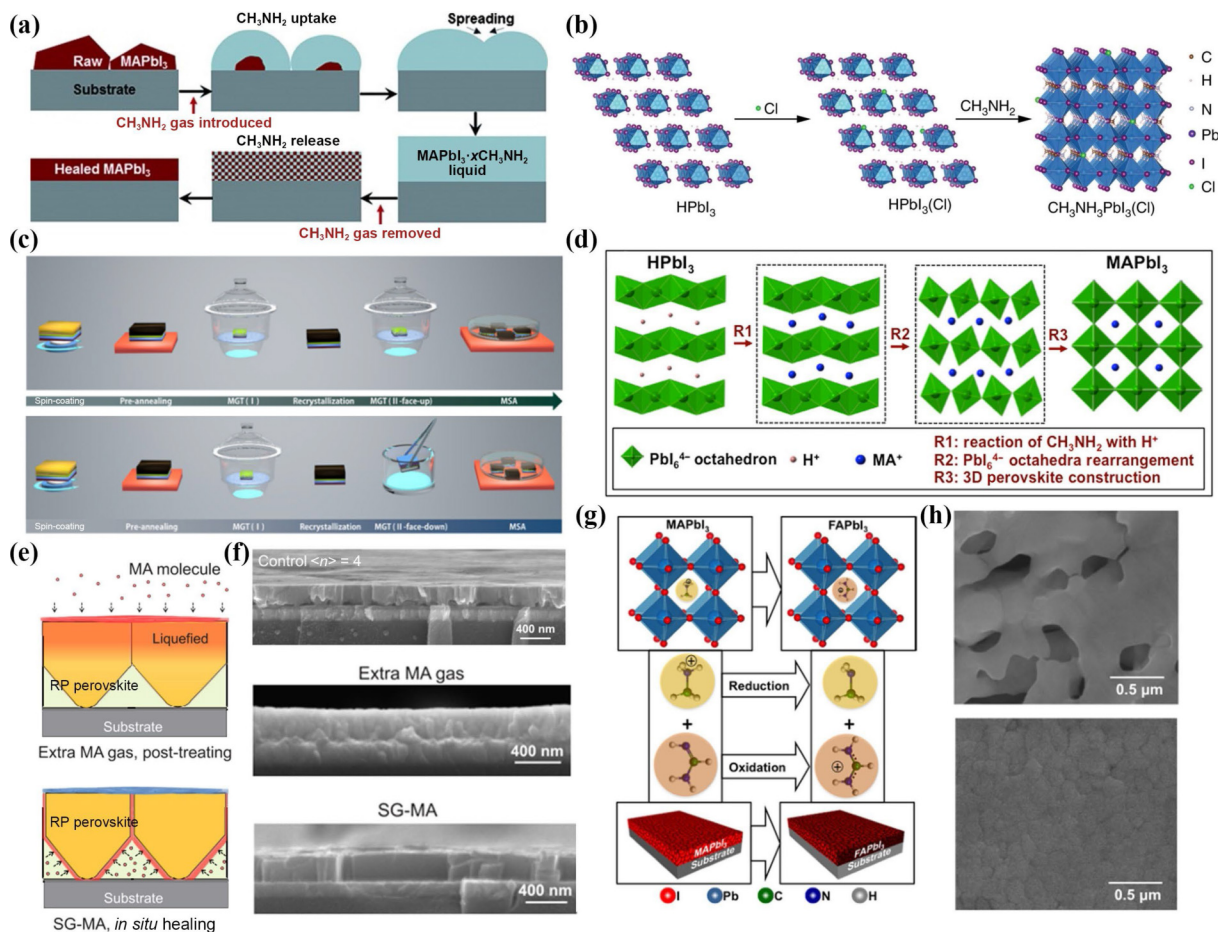 (a)
CH₃NH₂ uptake
Spreading
Raw
MAPbI₃
Substrate
CH₃NH₂ gas introduced
CH₃NH₂ release
MAPbI₃·xCH₃NH₂
liquid
Healed MAPbI₃
CH₃NH₂ gas removed
(b)
Cl
CH₃NH₂
C
H
N
Pb
I
Cl
HPbI₃
HPbI₃(Cl)
CH₃NH₃PbI₃(Cl)
(c)
Spin-coating Pre-annealing MGT(I) Recrystallization MGT(II-face-up) MSA
Spin-coating Pre-annealing MGT(I) Recrystallization MGT(II-face-down) MSA
(d)
HPbI₃
MAPbI₃
R1
R2
R3
PbI₆⁴⁻ octahedron
H⁺
MA⁺
R1: reaction of CH₃NH₂ with H⁺
R2: PbI₆⁴⁻ octahedra rearrangement
R3: 3D perovskite construction
(e)
MA molecule
Liquefied
RP perovskite
Substrate
Extra MA gas, post-treating
RP perovskite
Substrate
SG-MA, in situ healing
(f)
Control <n> = 4
400 nm
Extra MA gas
400 nm
SG-MA
400 nm
(g)
MAPbI₃
FAPbI₃
Reduction
+
+
Oxidation
MAPbI₃
Substrate
FAPbI₃
Substrate
I
Pb
C
N
H
(h)
0.5 μm
0.5 μm